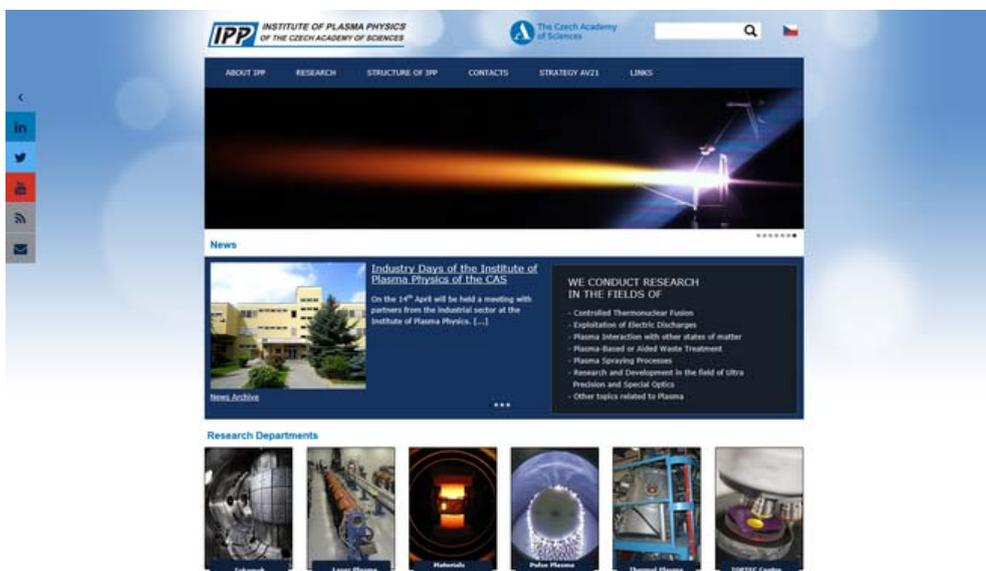 IPP
INSTITUTE OF PLASMA PHYSICS
OF THE CZECH ACADEMY OF SCIENCES
The Czech Academy
of Sciences
ABOUT IPP RESEARCH STRUCTURE OF IPP CONTACTS STRATEGY AV21 LINKS
in
News
Industry Days of the Institute of
Plasma Physics of the CAS
On the 14th April will be held a meeting with
partners from the industrial sector at the
Institute of Plasma Physics. [...]
News Archive
WE CONDUCT RESEARCH
IN THE FIELDS OF
- Controlled Thermonuclear Fusion
- Exploitation of Electric Discharges
- Plasma Interaction with other states of matter
- Plasma-Based or Aided Waste Treatment
- Plasma Spraying Processes
- Research and Development in the field of Ultra
Precision and Special Optics
- Other topics related to Plasma
Research Departments
Tokamak Laser Plasma Materials Pulse Plasma Thermal Plasma TOPTEC Centre